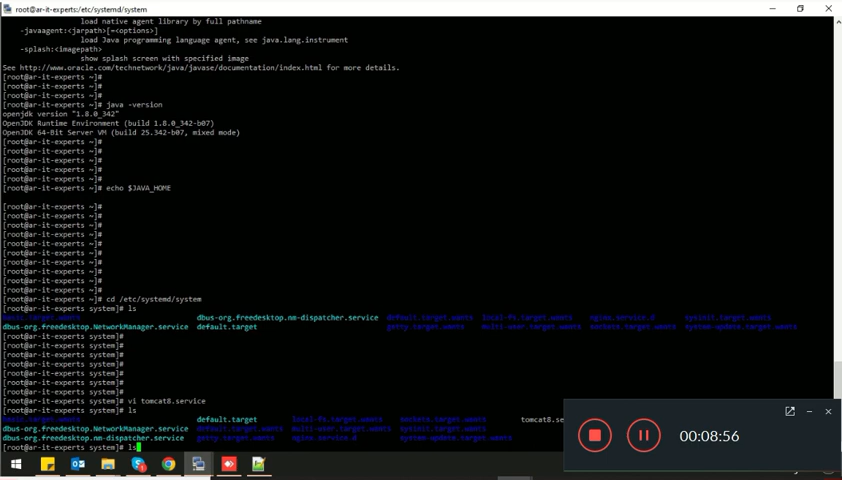 root@ar-it-experts:/etc/systemd/system
load native agent library by full pathname
-javaagent:<jarpath>[=<options>]
load Java programming language agent, see java.lang.instrument
-splash:<imagepath>
show splash screen with specified image
See http://www.oracle.com/technetwork/java/javase/documentation/index.html for more details.
[root@ar-it-experts ~]#
[root@ar-it-experts ~]#
[root@ar-it-experts ~]#
[root@ar-it-experts ~]# java -version
openjdk version "1.8.0_342"
OpenJDK Runtime Environment (build 1.8.0_342-b07)
OpenJDK 64-Bit Server VM (build 25.342-b07, mixed mode)
[root@ar-it-experts ~]#
[root@ar-it-experts ~]#
[root@ar-it-experts ~]#
[root@ar-it-experts ~]#
[root@ar-it-experts ~]#
[root@ar-it-experts ~]# echo $JAVA_HOME
[root@ar-it-experts ~]#
[root@ar-it-experts ~]#
[root@ar-it-experts ~]#
[root@ar-it-experts ~]#
[root@ar-it-experts ~]#
[root@ar-it-experts ~]#
[root@ar-it-experts ~]#
[root@ar-it-experts ~]#
[root@ar-it-experts ~]#
[root@ar-it-experts ~]#
[root@ar-it-experts ~]# cd /etc/systemd/system
[root@ar-it-experts system]# ls
basic.target.wants dbus-org.freedesktop.nm-dispatcher.service default.target.wants local-fs.target.wants nginx.service.d sysinit.target.wants
dbus-org.freedesktop.NetworkManager.service default.target getty.target.wants multi-user.target.wants sockets.target.wants system-update.target.wants
[root@ar-it-experts system]#
[root@ar-it-experts system]#
[root@ar-it-experts system]#
[root@ar-it-experts system]#
[root@ar-it-experts system]#
[root@ar-it-experts system]#
[root@ar-it-experts system]#
[root@ar-it-experts system]# vi tomcat8.service
[root@ar-it-experts system]# ls
basic.target.wants default.target local-fs.target.wants sockets.target.wants tomcat8.se
dbus-org.freedesktop.NetworkManager.service default.target.wants multi-user.target.wants sysinit.target.wants
dbus-org.freedesktop.nm-dispatcher.service getty.target.wants nginx.service.d system-update.target.wants
[root@ar-it-experts system]# ls
00:08:56